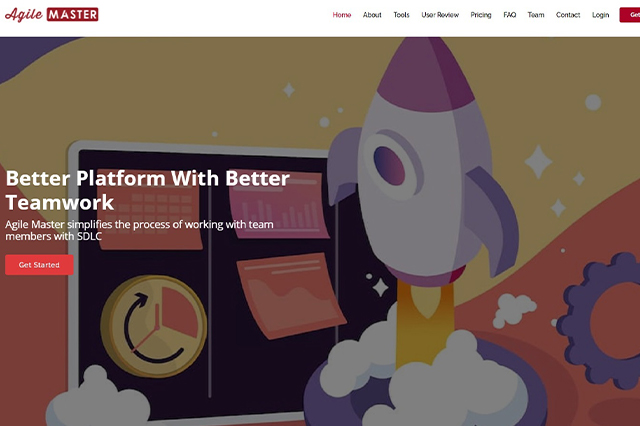 Agile MASTER
Home About Tools User Review Pricing FAQ Team Contact Login Get
Better Platform With Better
Teamwork
Agile Master simplifies the process of working with team
members with SDLC
Get Started